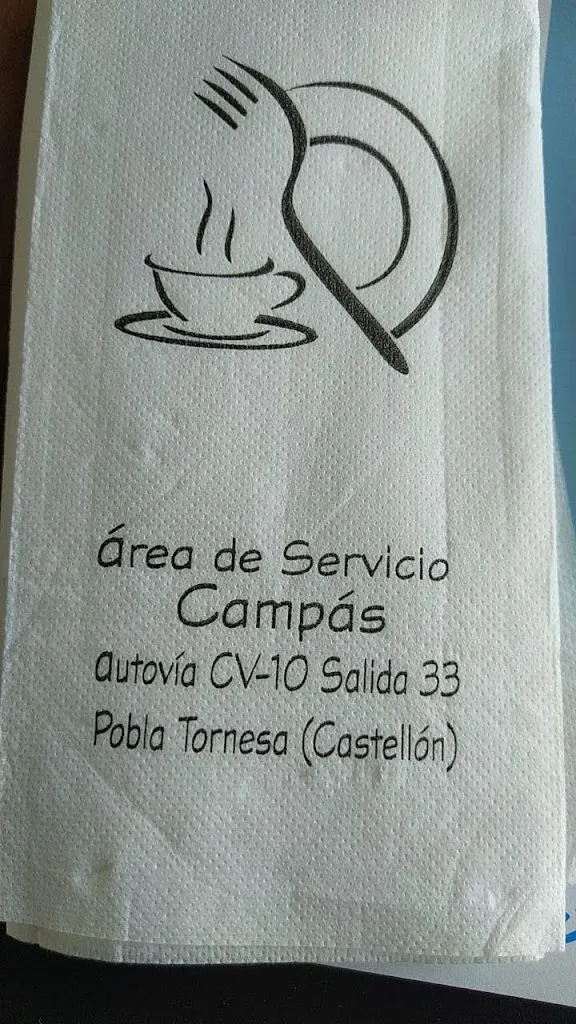 área de Servicio
Campás
autovía CV-10 Salida 33
Pobla Tornesa (Castellón)